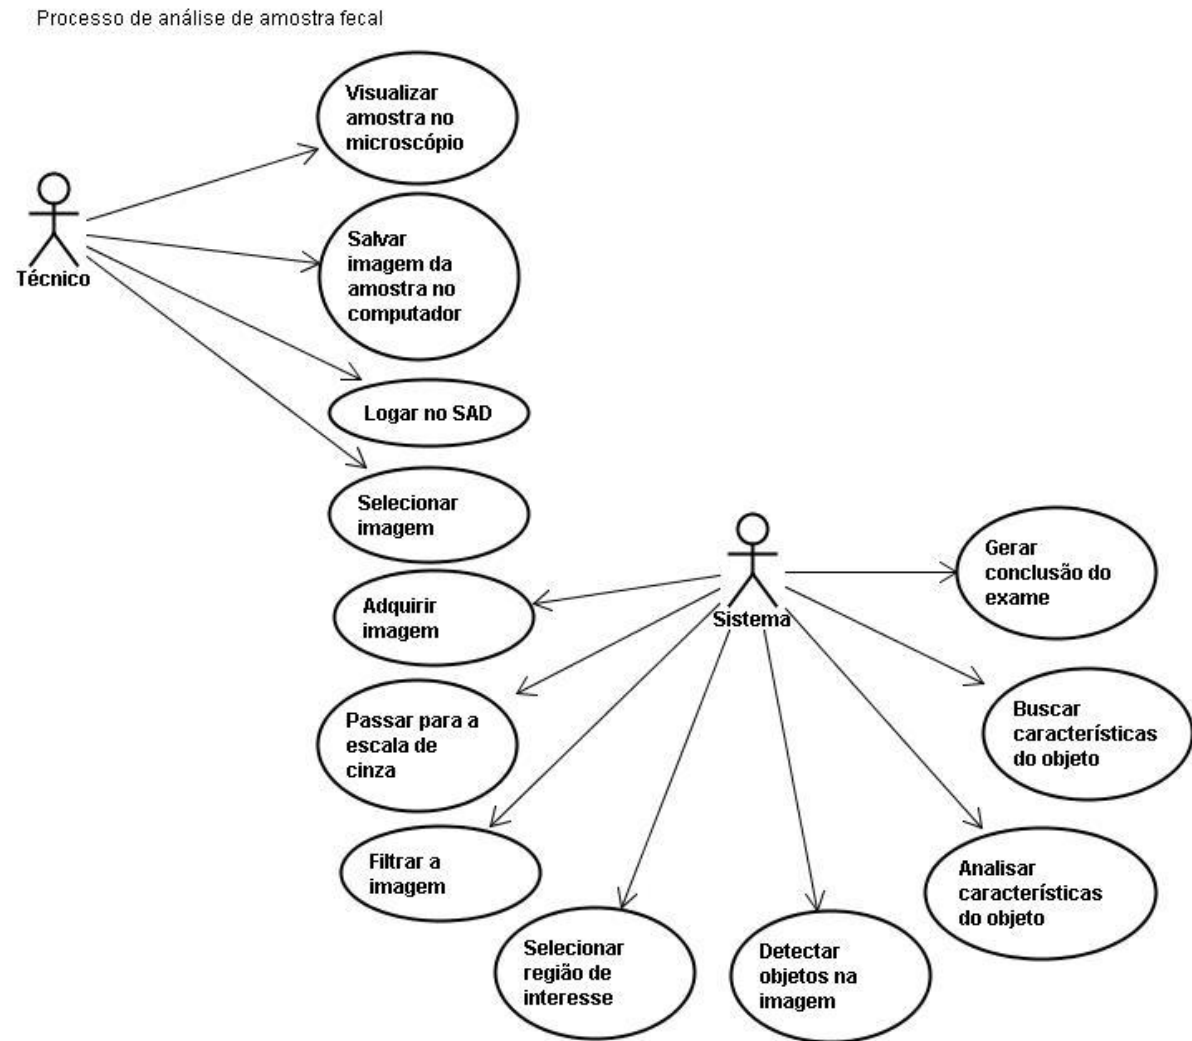 Processo de análise de amostra fecal
Visualizar
amostra no
microscópio
Técnico
Salvar
imagem da
amostra no
computador
Logar no SAD
Selecionar
imagem
Adquirir
imagem
Sistema
Gerar
conclusão do
exame
Passar para a
escala de
cinza
Buscar
características
do objeto
Filtrar a
imagem
Analisar
características
do objeto
Selecionar
região de
interesse
Detectar
objetos na
imagem